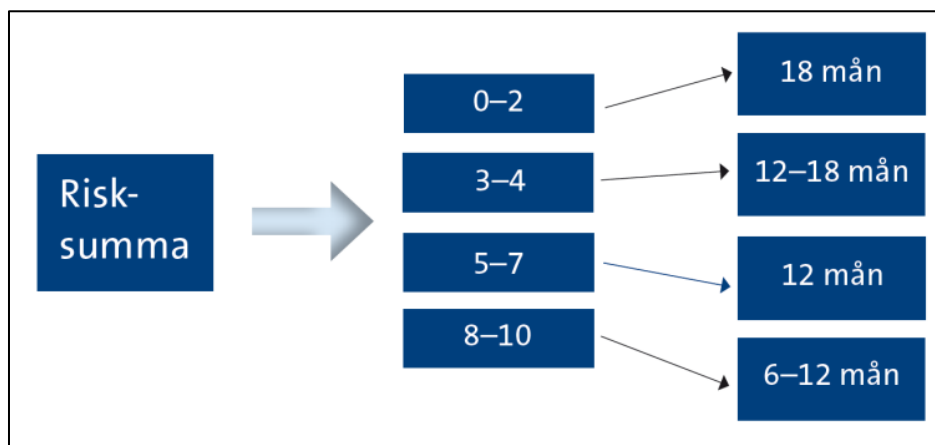 Risk-
summa
0–2
3–4
5–7
8–10
18 mån
12–18 mån
12 mån
6–12 mån